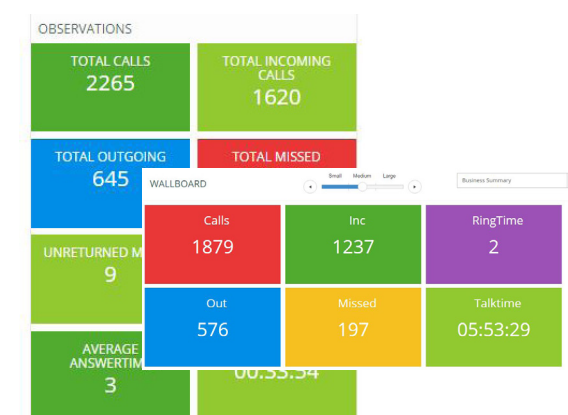 OBSERVATIONS
TOTAL CALLS
2265
TOTAL INCOMING
CALLS
1620
TOTAL OUTGOING
645
TOTAL MISSED
WALLBOARD
Small Medium Large
Business Summary
Calls
1879
Inc
1237
RingTime
2
UNRETURNED
9
Out
576
Missed
197
Talktime
05:53:29
AVERAGE
3